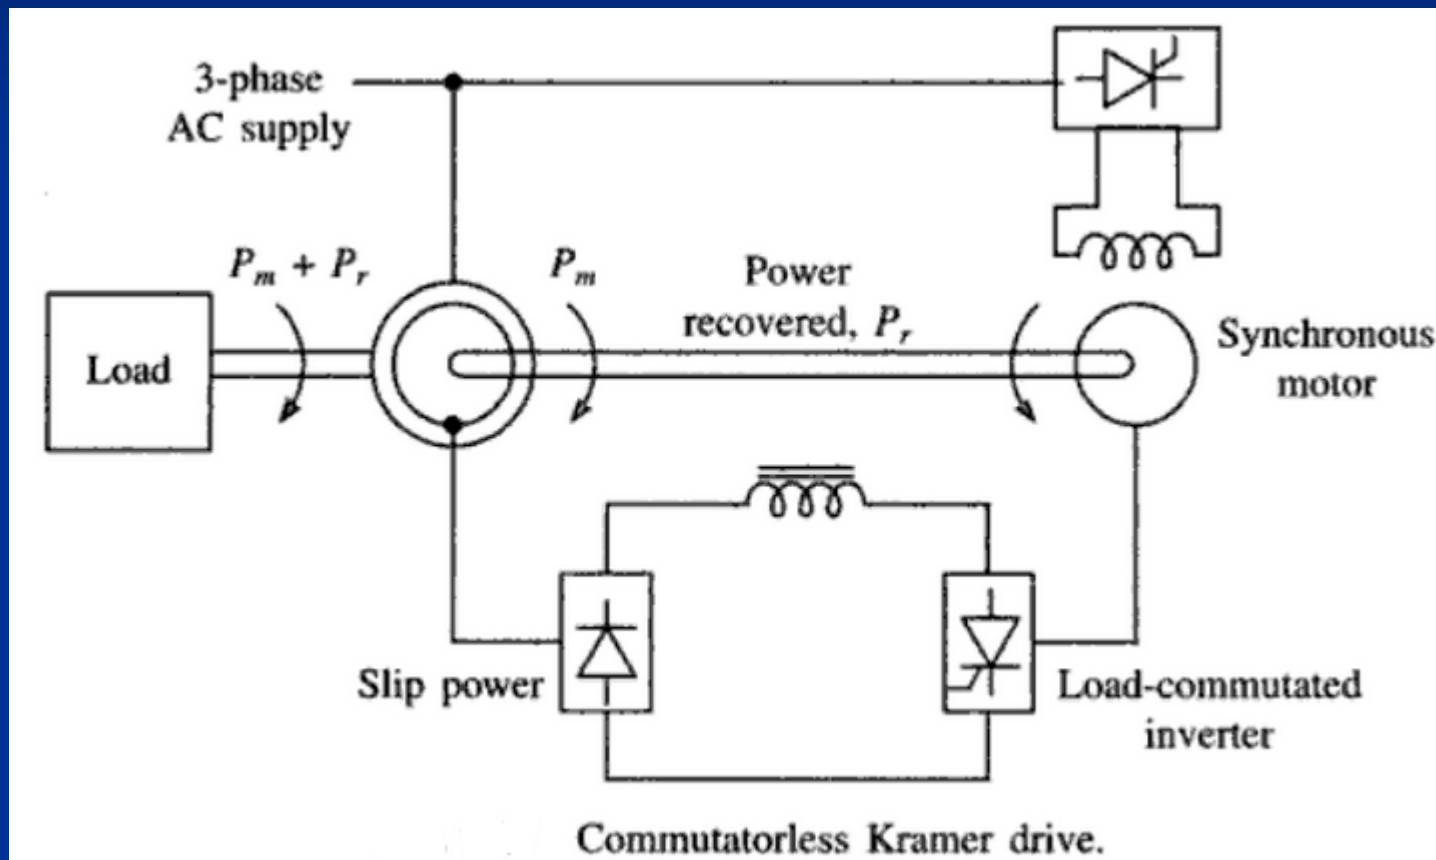 3-phase
AC supply
P_m + P_r
P_m
Power
recovered, P_r
Load
Synchronous
motor
Slip power
Load-commutated
inverter
Commutatorless Kramer drive.